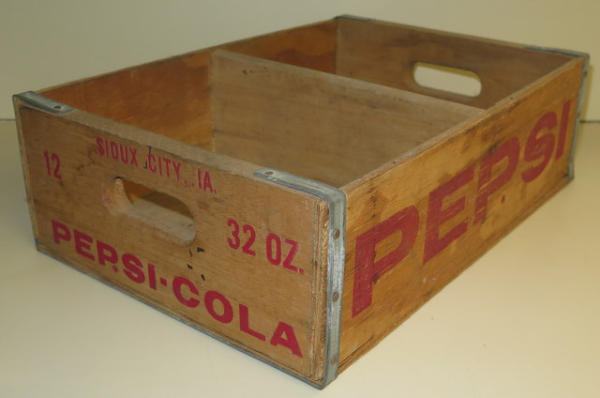 SIOUX CITY, IA.
12
32 OZ.
PEPSI-COLA
PEPSI